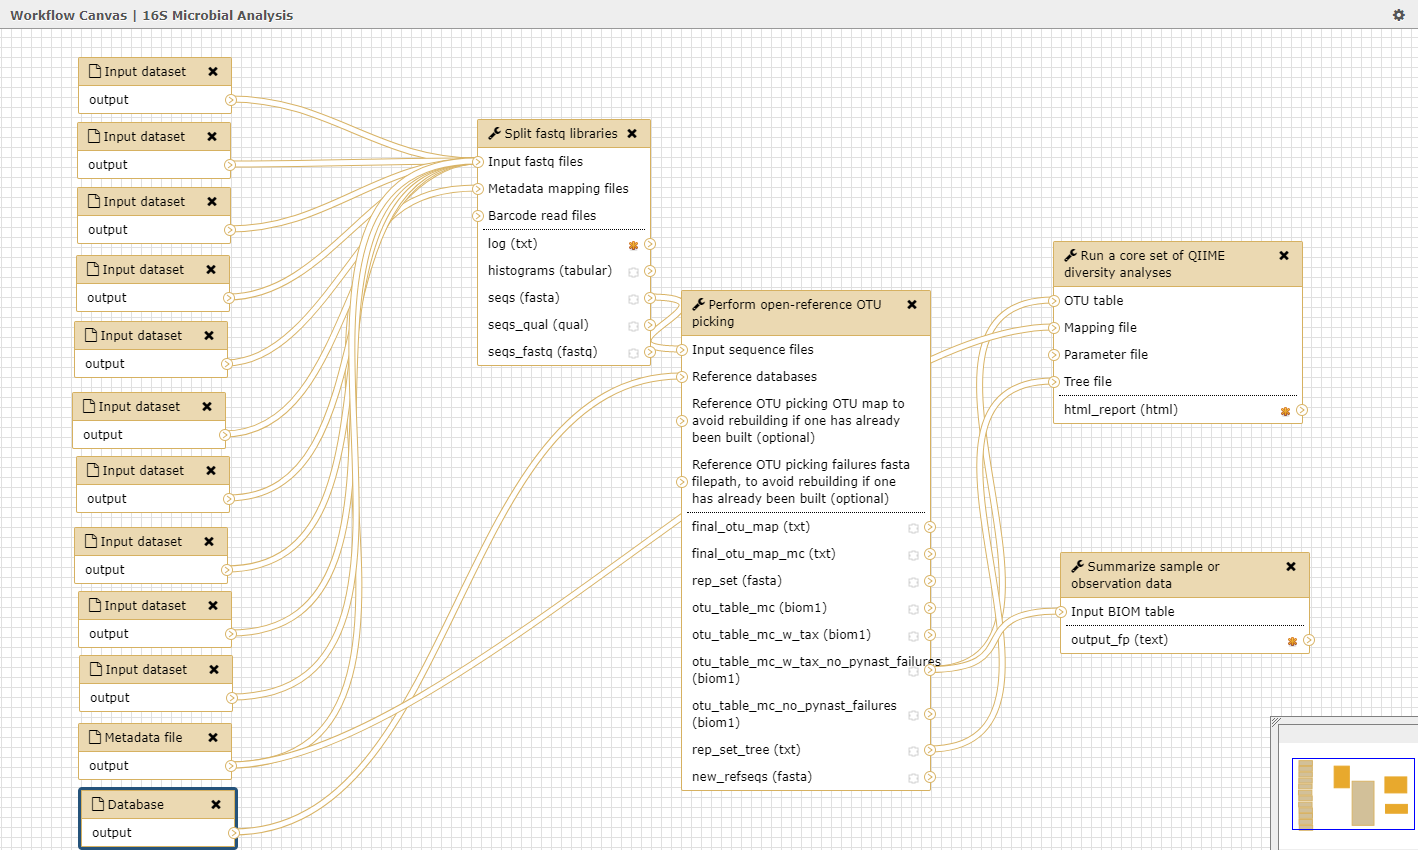 Workflow Canvas | 16S Microbial Analysis
Input dataset
output
Input dataset
output
Input dataset
output
Input dataset
output
Input dataset
output
Input dataset
output
Input dataset
output
Input dataset
output
Input dataset
output
Input dataset
output
Metadata file
output
Database
output
Split fastq libraries
Input fastq files
Metadata mapping files
Barcode read files
log (txt)
histograms (tabular)
seqs (fasta)
seqs_qual (qual)
seqs_fastq (fastq)
Perform open-reference OTU
picking
Input sequence files
Reference databases
Reference OTU picking OTU map to
avoid rebuilding if one has already
been built (optional)
Reference OTU picking failures fasta
filepath, to avoid rebuilding if one
has already been built (optional)
final_otu_map (txt)
final_otu_map_mc (txt)
rep_set (fasta)
otu_table_mc (biom1)
otu_table_mc_w_tax (biom1)
otu_table_mc_w_tax_no_pynast_failures
(biom1)
otu_table_mc_no_pynast_failures
(biom1)
rep_set_tree (txt)
new_refseqs (fasta)
Run a core set of QIIME
diversity analyses
OTU table
Mapping file
Parameter file
Tree file
html_report (html)
Summarize sample or
observation data
Input BIOM table
output_fp (text)